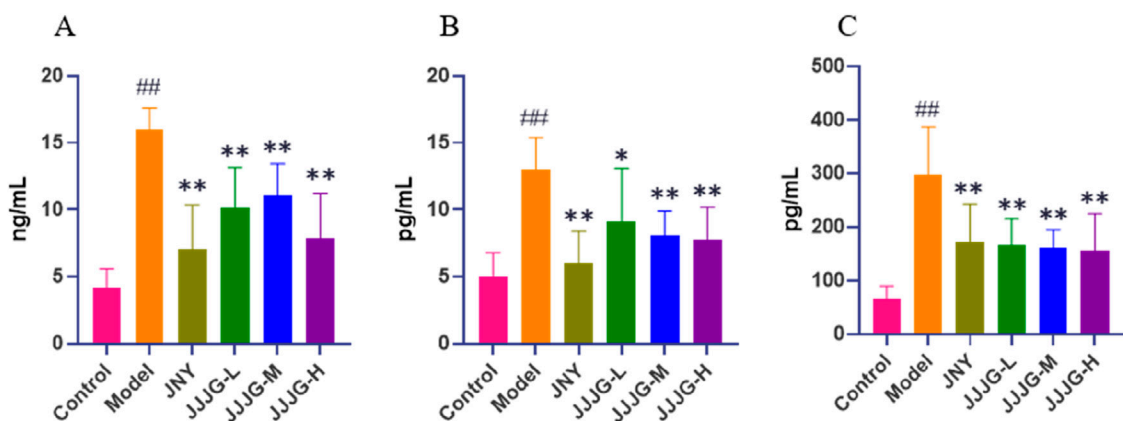 A
20
15
10
5
0
ng/mL
##
**
**
**
**
Control
Model
JNY
JJJG-L
JJJG-M
JJJG-H
B
20
15
10
5
0
pg/mL
##
**
*
**
**
Control
Model
JNY
JJJG-L
JJJG-M
JJJG-H
C
500
400
300
200
100
0
pg/mL
##
**
**
**
**
Control
Model
JNY
JJJG-L
JJJG-M
JJJG-H